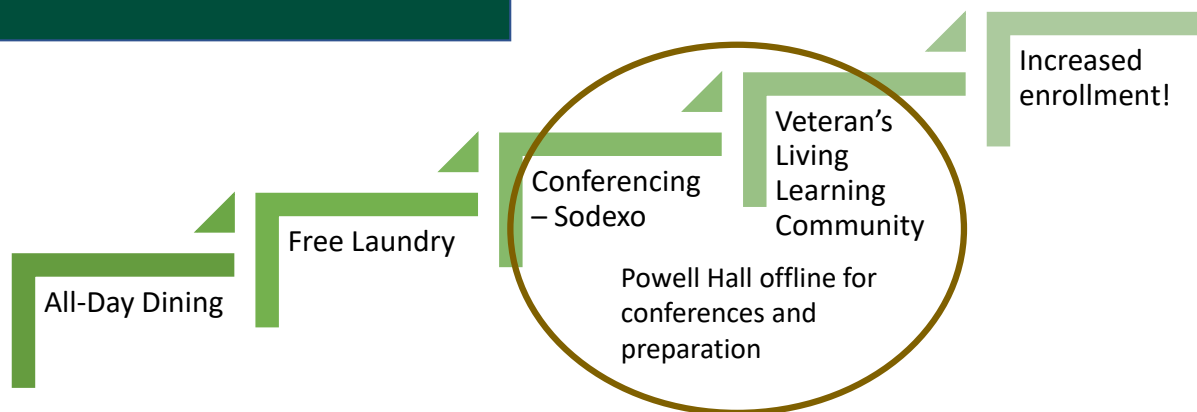 All-Day Dining
Free Laundry
Conferencing
– Sodexo
Veteran’s
Living
Learning
Community
Powell Hall offline for
conferences and
preparation
Increased
enrollment!